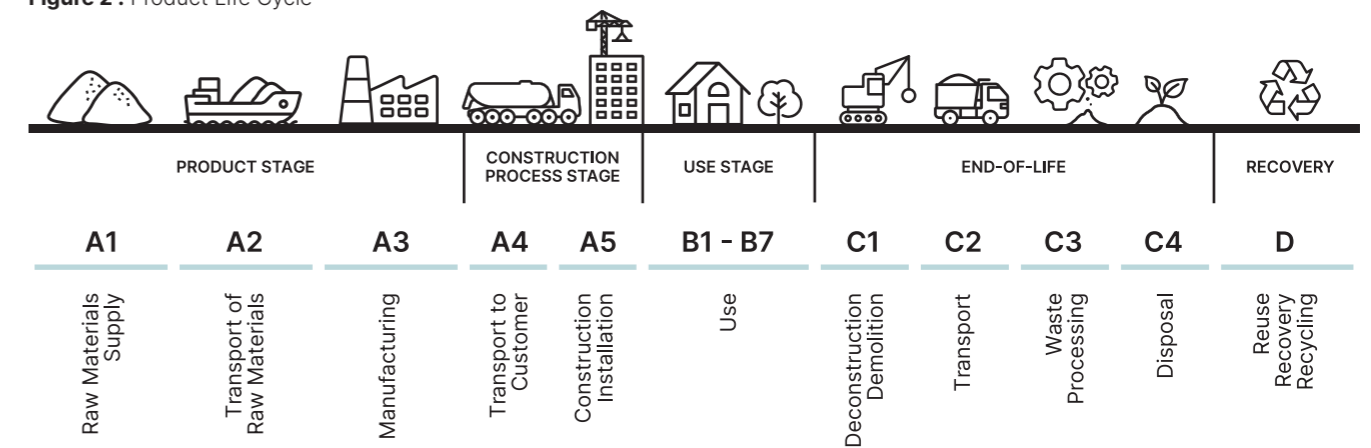 Figure 2 : Product Life Cycle
PRODUCT STAGE
CONSTRUCTION
PROCESS STAGE
USE STAGE
END-OF-LIFE
RECOVERY
A1
A2
A3
A4
A5
B1 - B7
C1
C2
C3
C4
D
Raw Materials
Supply
Transport of
Raw Materials
Manufacturing
Transport to
Customer
Construction
Installation
Use
Deconstruction
Demolition
Transport
Waste
Processing
Disposal
Reuse
Recovery
Recycling